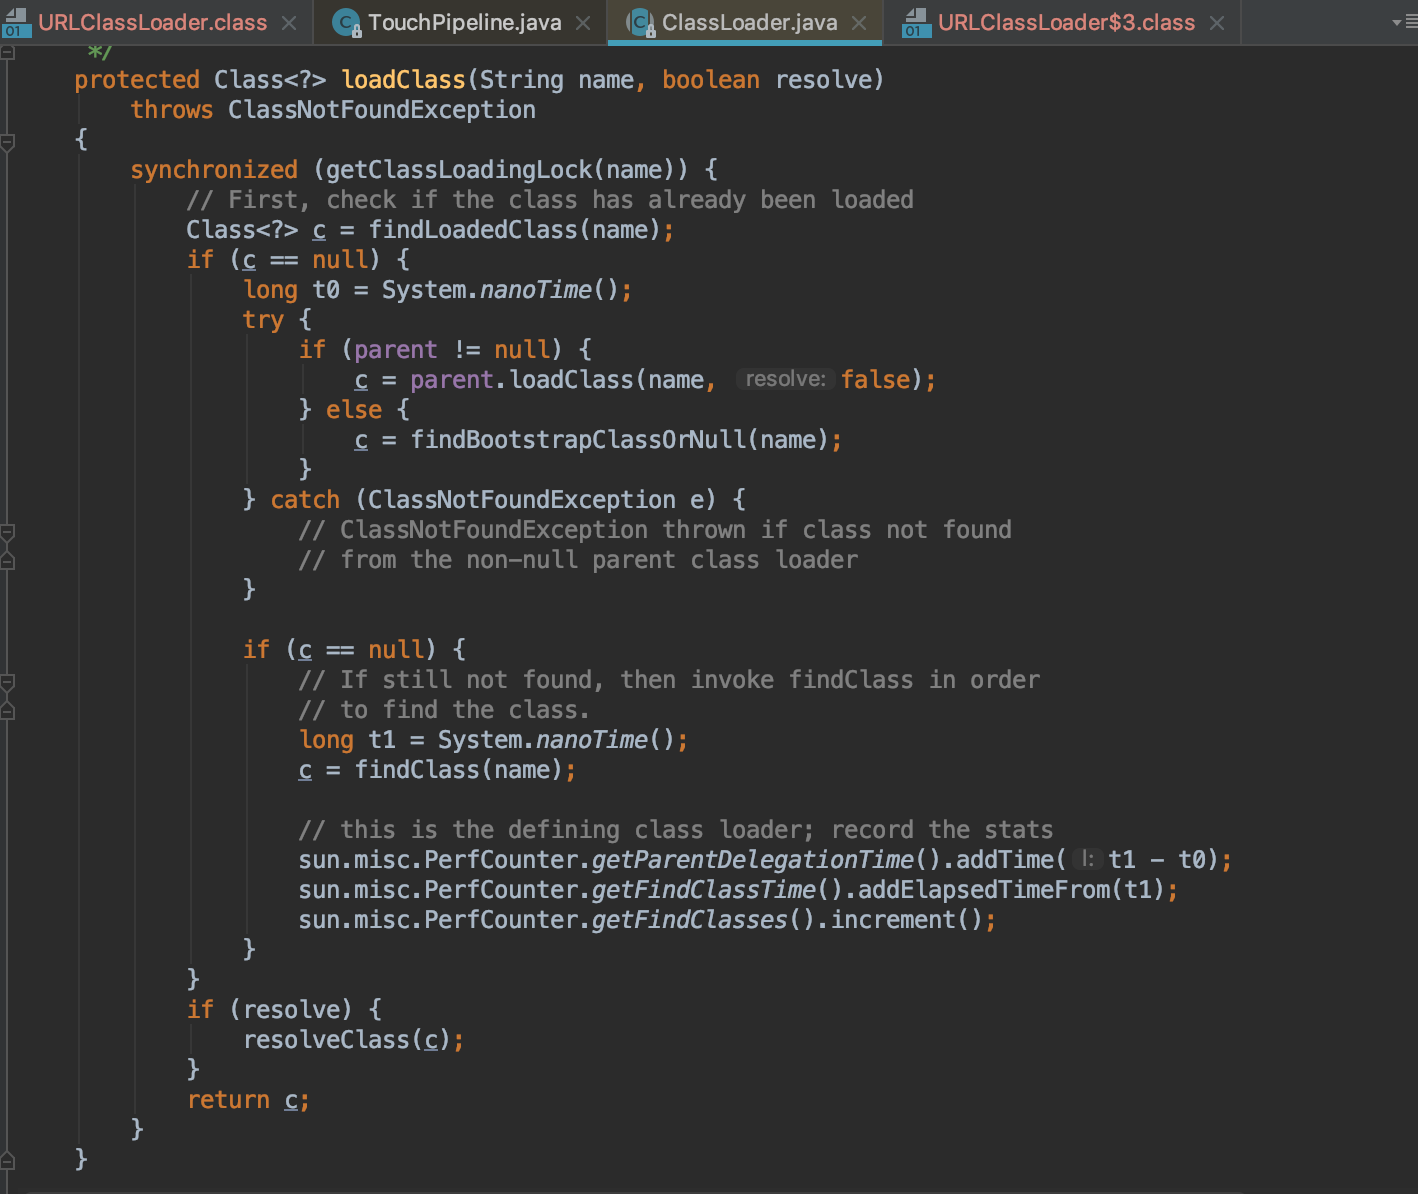 URLClassLoader.class
TouchPipeline.java
ClassLoader.java
URLClassLoader$3.class
*/
protected Class<?> loadClass(String name, boolean resolve)
    throws ClassNotFoundException
{
    synchronized (getClassLoadingLock(name)) {
        // First, check if the class has already been loaded
        Class<?> c = findLoadedClass(name);
        if (c == null) {
            long t0 = System.nanoTime();
            try {
                if (parent != null) {
                    c = parent.loadClass(name, resolve: false);
                } else {
                    c = findBootstrapClassOrNull(name);
                }
            } catch (ClassNotFoundException e) {
                // ClassNotFoundException thrown if class not found
                // from the non-null parent class loader
            }
            if (c == null) {
                // If still not found, then invoke findClass in order
                // to find the class.
                long t1 = System.nanoTime();
                c = findClass(name);
                // this is the defining class loader; record the stats
                sun.misc.PerfCounter.getParentDelegationTime().addTime( l: t1 - t0);
                sun.misc.PerfCounter.getFindClassTime().addElapsedTimeFrom(t1);
                sun.misc.PerfCounter.getFindClasses().increment();
            }
        }
        if (resolve) {
            resolveClass(c);
        }
        return c;
    }
}